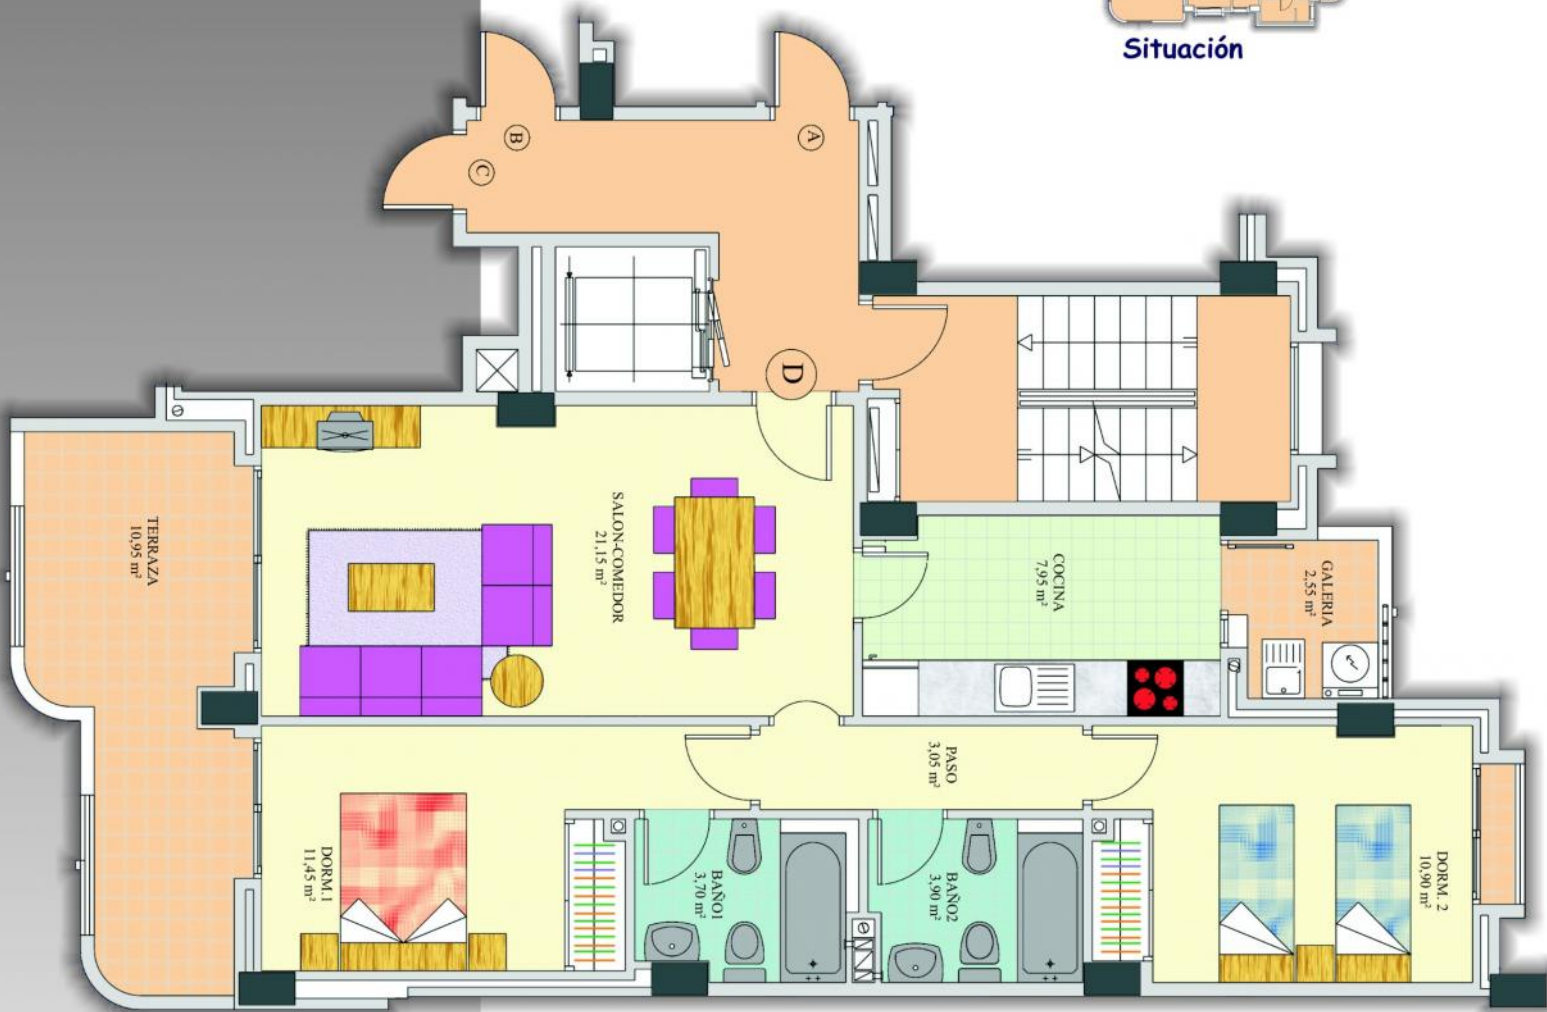 Situación
A
B
C
D
SALON-COMEDOR
21,15 m²
TERRAZA
10,95 m²
COCINA
7,95 m²
GALERIA
2,55 m²
PASO
3,05 m²
DORM.1
11,45 m²
BAÑO1
3,70 m²
BAÑO2
3,90 m²
DORM. 2
10,90 m²